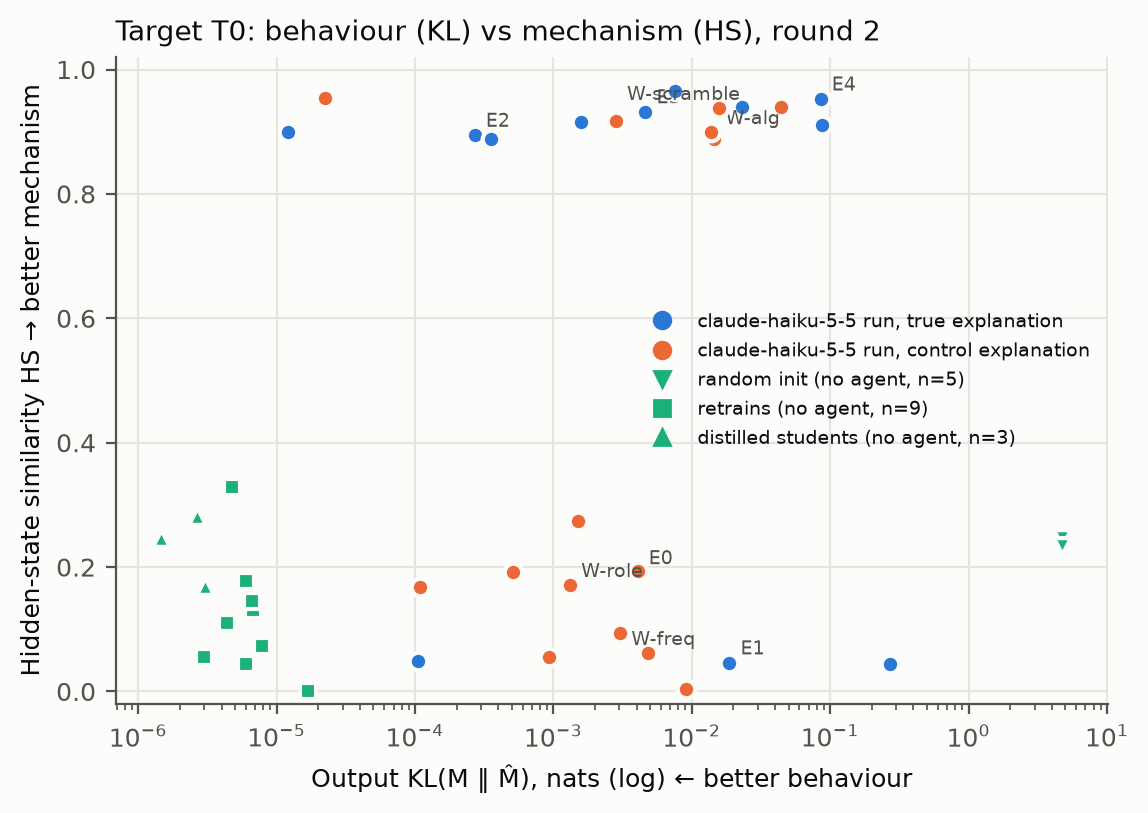 Target T0: behaviour (KL) vs mechanism (HS), round 2
Hidden-state similarity HS → better mechanism
1.0
0.8
0.6
0.4
0.2
0.0
E2
W-scramble
W-alg
E4
claude-haiku-5-5 run, true explanation
claude-haiku-5-5 run, control explanation
random init (no agent, n=5)
retrains (no agent, n=9)
distilled students (no agent, n=3)
W-role
E0
W-freq
E1
10⁻⁶
10⁻⁵
10⁻⁴
10⁻³
10⁻²
10⁻¹
10⁰
10¹
Output KL(M ‖ M̂), nats (log) ← better behaviour